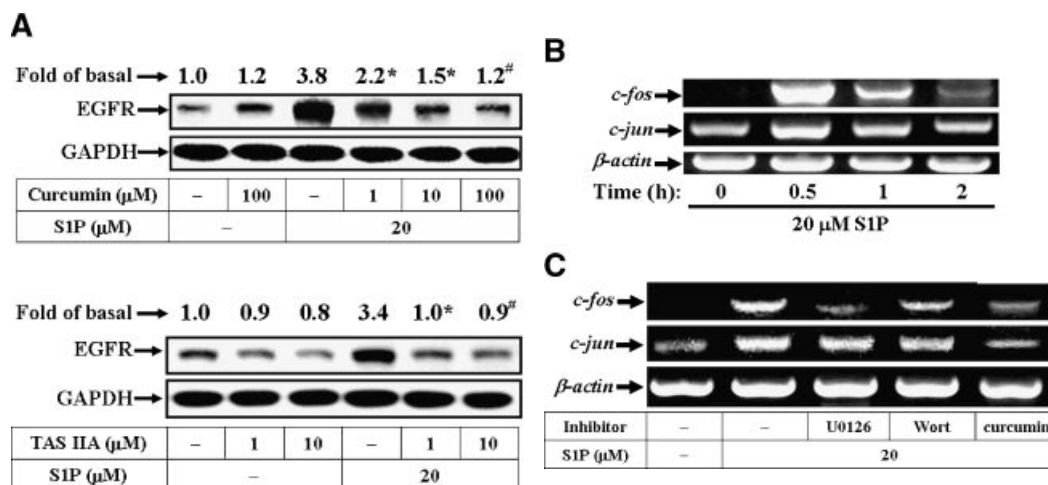 A
Fold of basal 1.0 1.2 3.8 2.2* 1.5* 1.2#
EGFR
GAPDH
Curcumin (μM) – 100 – 1 10 100
S1P (μM) – 20
Fold of basal 1.0 0.9 0.8 3.4 1.0* 0.9#
EGFR
GAPDH
TAS IIA (μM) – 1 10 – 1 10
S1P (μM) – 20
B
c-fos
c-jun
β-actin
Time (h): 0 0.5 1 2
20 μM S1P
C
c-fos
c-jun
β-actin
Inhibitor – – U0126 Wort curcumin
S1P (μM) – 20